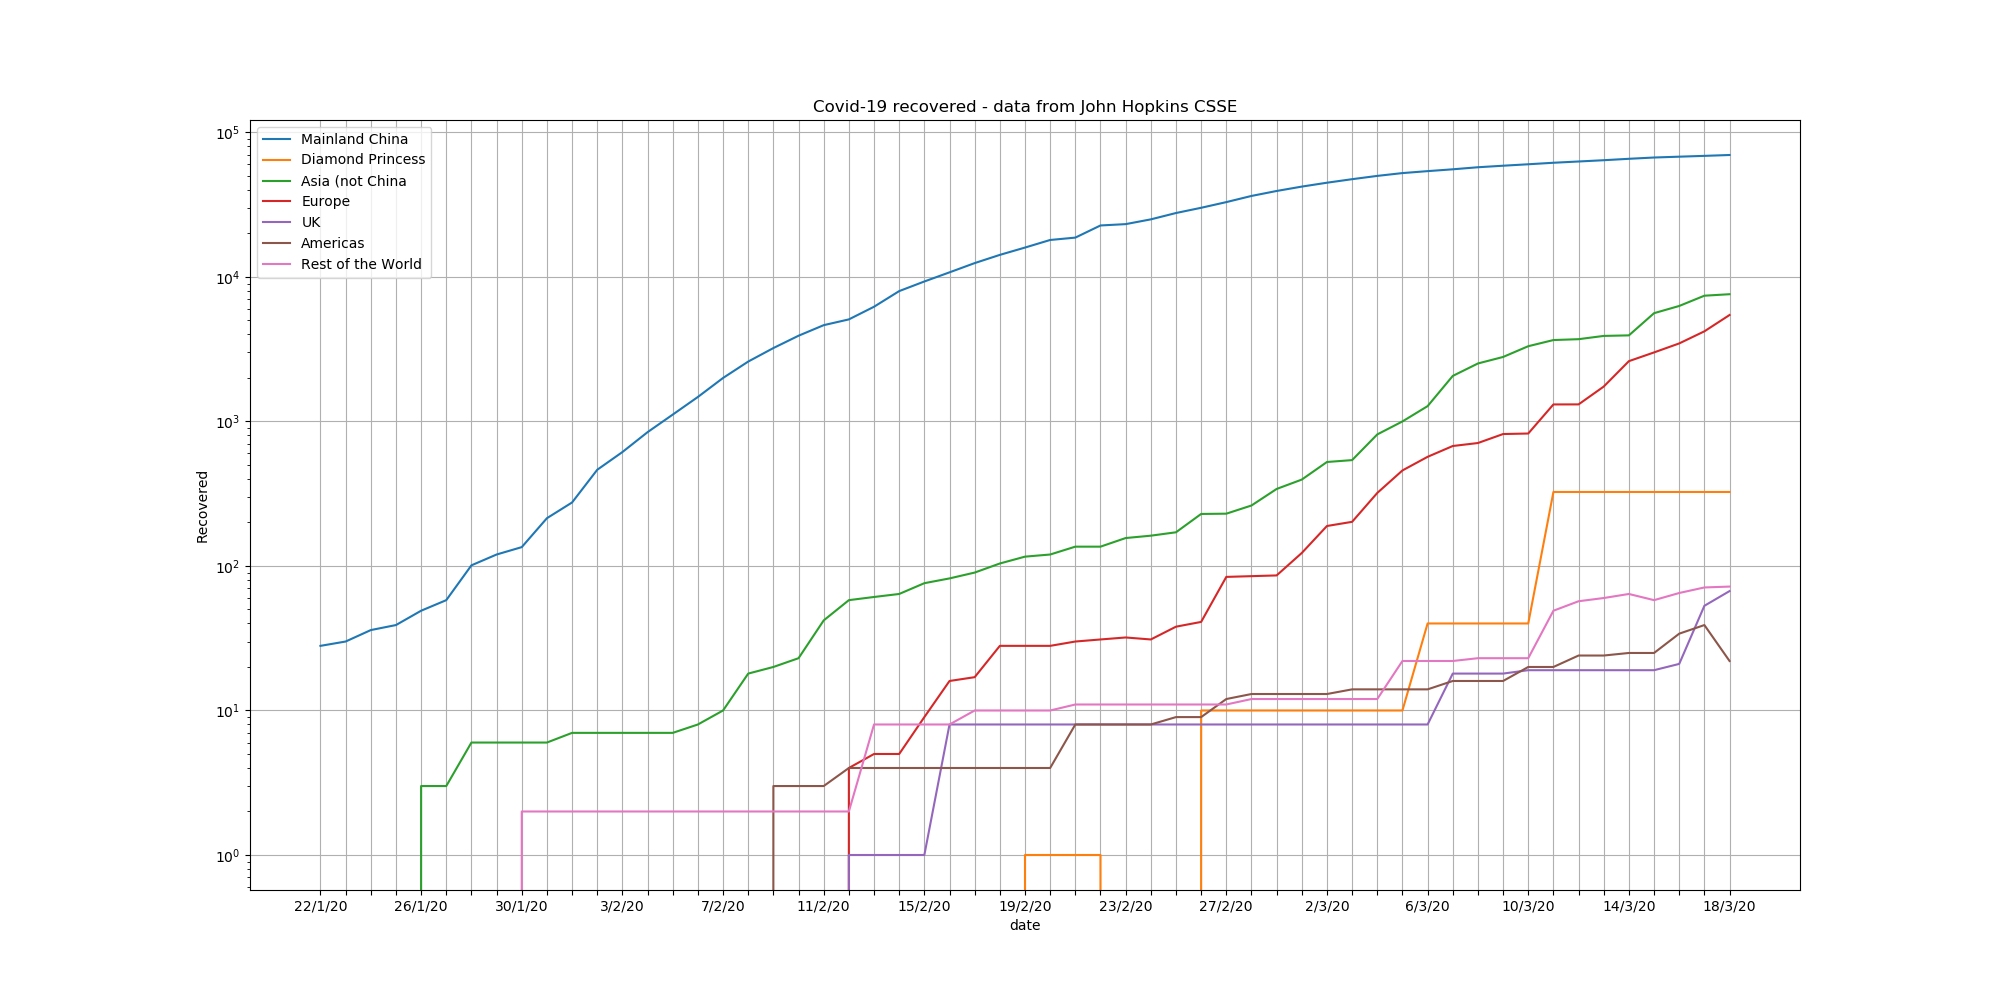 Covid-19 recovered - data from John Hopkins CSSE
Mainland China
Diamond Princess
Asia (not China
Europe
UK
Americas
Rest of the World
10^5
10^4
10^3
10^2
10^1
10^0
Recovered
22/1/20 26/1/20 30/1/20 3/2/20 7/2/20 11/2/20 15/2/20 19/2/20 23/2/20 27/2/20 2/3/20 6/3/20 10/3/20 14/3/20 18/3/20
date